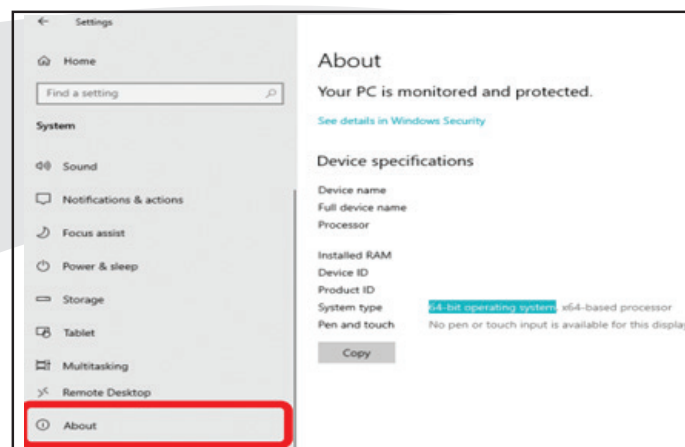 Settings
Home
Find a setting
System
Sound
Notifications & actions
Focus assist
Power & sleep
Storage
Tablet
Multitasking
Remote Desktop
About
About
Your PC is monitored and protected.
See details in Windows Security
Device specifications
Device name
Full device name
Processor
Installed RAM
Device ID
Product ID
System type 64-bit operating system, x64-based processor
Pen and touch No pen or touch input is available for this display
Copy